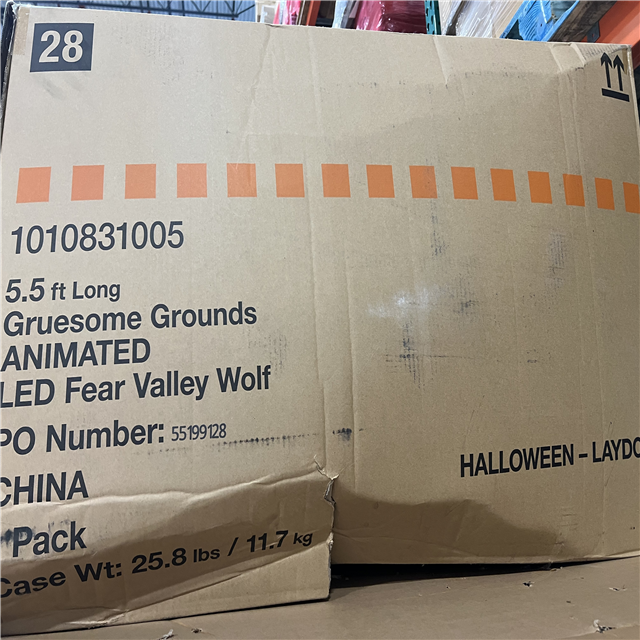 28
1010831005
5.5 ft Long
Gruesome Grounds
ANIMATED
LED Fear Valley Wolf
PO Number: 55199128
CHINA
Pack
Case Wt: 25.8 lbs / 11.7 kg
HALLOWEEN - LAYDO